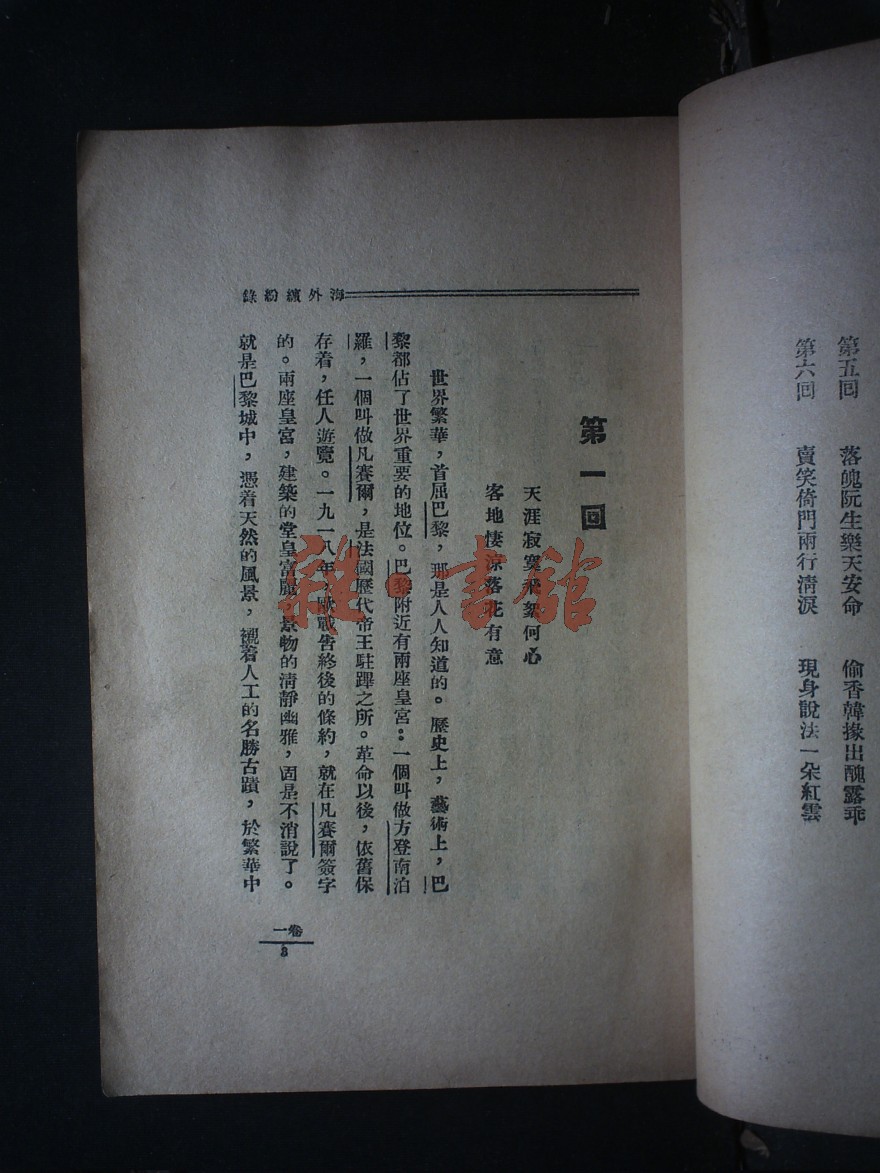 第五回　落魄阮生樂天安命　偷香韓掾出醜露乖
第六回　賣笑倚門兩行清淚　現身說法一朵紅雲
海外繽紛錄
第一回
天涯寂寞飛絮何心
客地悽涼落花有意
世界繁華，首屈巴黎，那是人人知道的。歷史上，藝術上，巴
黎都佔了世界重要的地位。巴黎附近有兩座皇宮：一個叫做方登南泊
羅，一個叫做凡賽爾，是法國歷代帝王駐蹕之所。革命以後，依舊保
存着，任人遊覽。一九一八年，歐戰告終後的條約，就在凡賽爾簽字
的。兩座皇宮，建築的堂皇富麗，景物的清靜幽雅，固是不消說了。
就是巴黎城中，憑着天然的風景，襯着人工的名勝古蹟，於繁華中
卷一
3
雜·書館